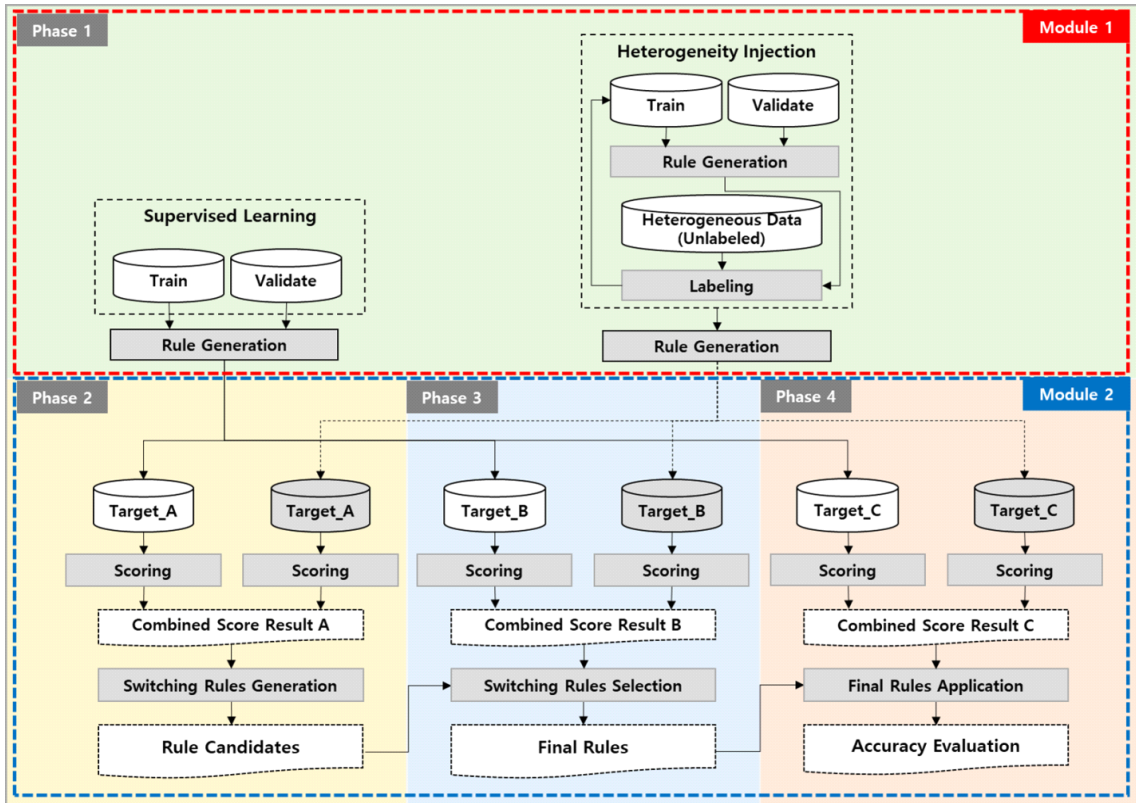 Phase 1
Module 1
Heterogeneity Injection
Train
Validate
Rule Generation
Heterogeneous Data
(Unlabeled)
Labeling
Supervised Learning
Train
Validate
Rule Generation
Rule Generation
Phase 2
Phase 3
Phase 4
Module 2
Target_A
Target_A
Target_B
Target_B
Target_C
Target_C
Scoring
Scoring
Scoring
Scoring
Scoring
Scoring
Combined Score Result A
Combined Score Result B
Combined Score Result C
Switching Rules Generation
Switching Rules Selection
Final Rules Application
Rule Candidates
Final Rules
Accuracy Evaluation